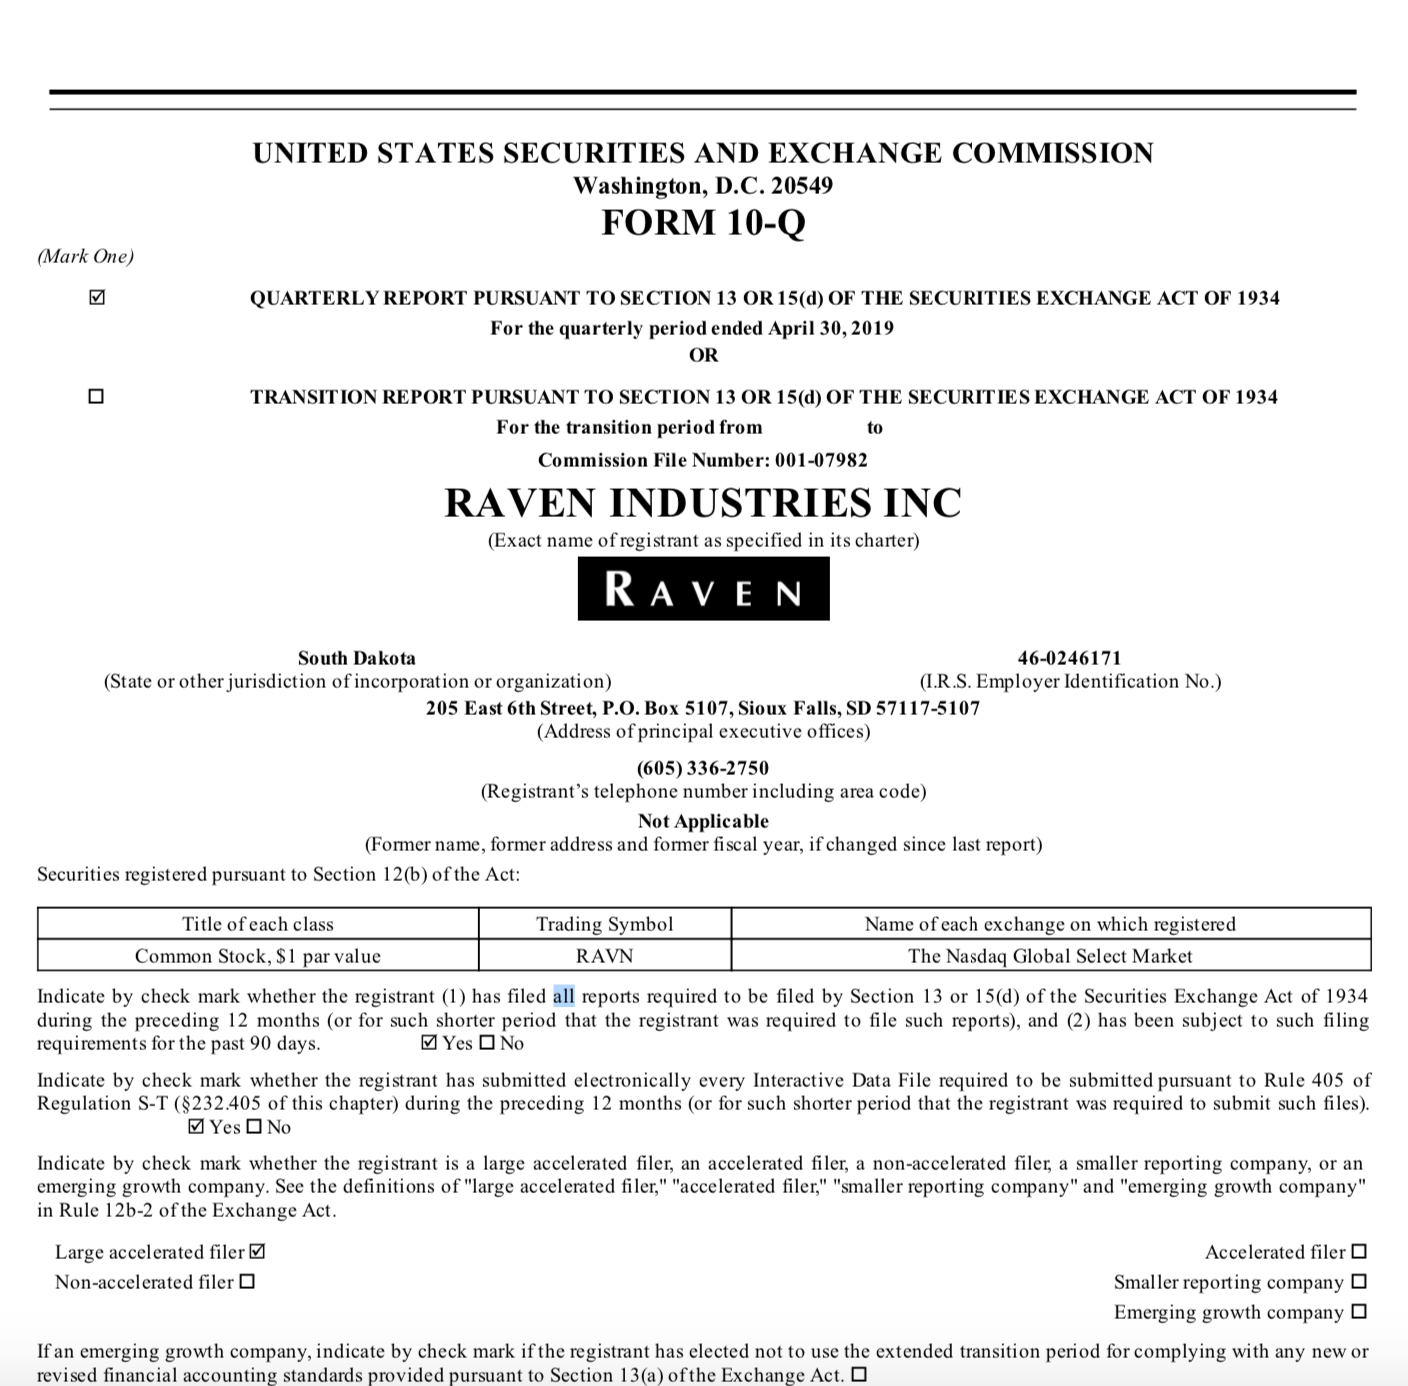 UNITED STATES SECURITIES AND EXCHANGE COMMISSION
Washington, D.C. 20549
FORM 10-Q
(Mark One)
☑ QUARTERLY REPORT PURSUANT TO SECTION 13 OR 15(d) OF THE SECURITIES EXCHANGE ACT OF 1934
For the quarterly period ended April 30, 2019
OR
☐ TRANSITION REPORT PURSUANT TO SECTION 13 OR 15(d) OF THE SECURITIES EXCHANGE ACT OF 1934
For the transition period from to
Commission File Number: 001-07982
RAVEN INDUSTRIES INC
(Exact name of registrant as specified in its charter)
RAVEN
South Dakota 46-0246171
(State or other jurisdiction of incorporation or organization) (I.R.S. Employer Identification No.)
205 East 6th Street, P.O. Box 5107, Sioux Falls, SD 57117-5107
(Address of principal executive offices)
(605) 336-2750
(Registrant’s telephone number including area code)
Not Applicable
(Former name, former address and former fiscal year, if changed since last report)
Securities registered pursuant to Section 12(b) of the Act:
Title of each class Trading Symbol Name of each exchange on which registered
Common Stock, $1 par value RAVN The Nasdaq Global Select Market
Indicate by check mark whether the registrant (1) has filed all reports required to be filed by Section 13 or 15(d) of the Securities Exchange Act of 1934
during the preceding 12 months (or for such shorter period that the registrant was required to file such reports), and (2) has been subject to such filing
requirements for the past 90 days. ☑ Yes ☐ No
Indicate by check mark whether the registrant has submitted electronically every Interactive Data File required to be submitted pursuant to Rule 405 of
Regulation S-T (§232.405 of this chapter) during the preceding 12 months (or for such shorter period that the registrant was required to submit such files).
☑ Yes ☐ No
Indicate by check mark whether the registrant is a large accelerated filer, an accelerated filer, a non-accelerated filer, a smaller reporting company, or an
emerging growth company. See the definitions of "large accelerated filer," "accelerated filer," "smaller reporting company" and "emerging growth company"
in Rule 12b-2 of the Exchange Act.
Large accelerated filer ☑ Accelerated filer ☐
Non-accelerated filer ☐ Smaller reporting company ☐
Emerging growth company ☐
If an emerging growth company, indicate by check mark if the registrant has elected not to use the extended transition period for complying with any new or
revised financial accounting standards provided pursuant to Section 13(a) of the Exchange Act. ☐